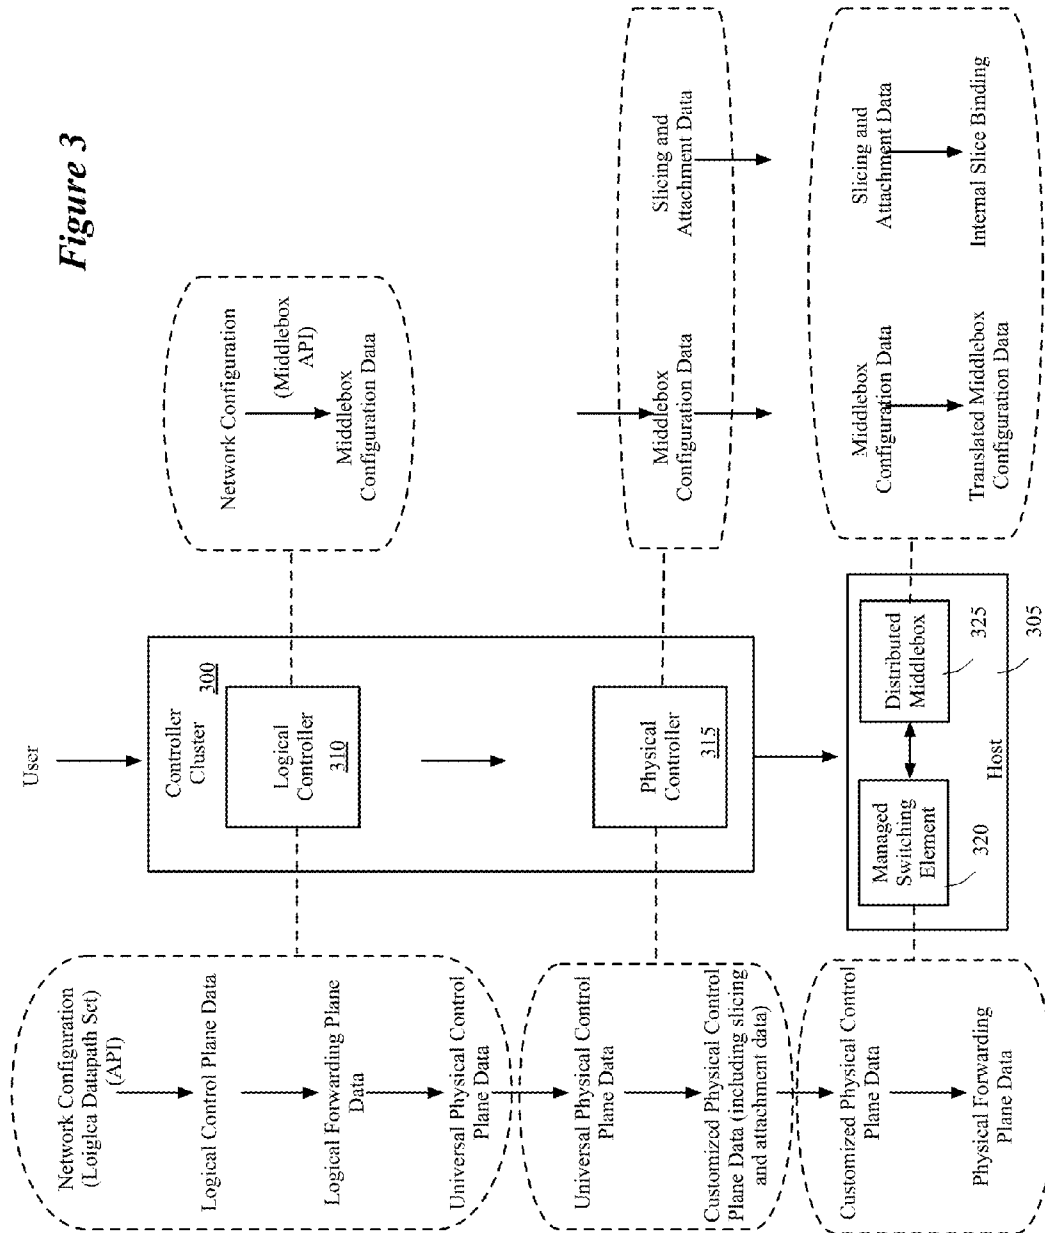 Figure 3
User
Controller
Cluster
300
Logical
Controller
310
Physical
Controller
315
Managed
Switching
Element
320
Distributed
Middlebox
325
Host
305
Network Configuration
(Loiglca Datapath Set)
(API)
Logical Control Plane Data
Logical Forwarding Plane
Data
Universal Physical Control
Plane Data
Universal Physical Control
Plane Data
Customized Physical Control
Plane Data (including slicing
and attachment data)
Customized Physical Control
Plane Data
Physical Forwarding
Plane Data
Network Configuration
(Middlebox
API)
Middlebox
Configuration Data
Middlebox
Configuration Data
Slicing and
Attachment Data
Middlebox
Configuration Data
Translated Middlebox
Configuration Data
Slicing and
Attachment Data
Internal Slice Binding